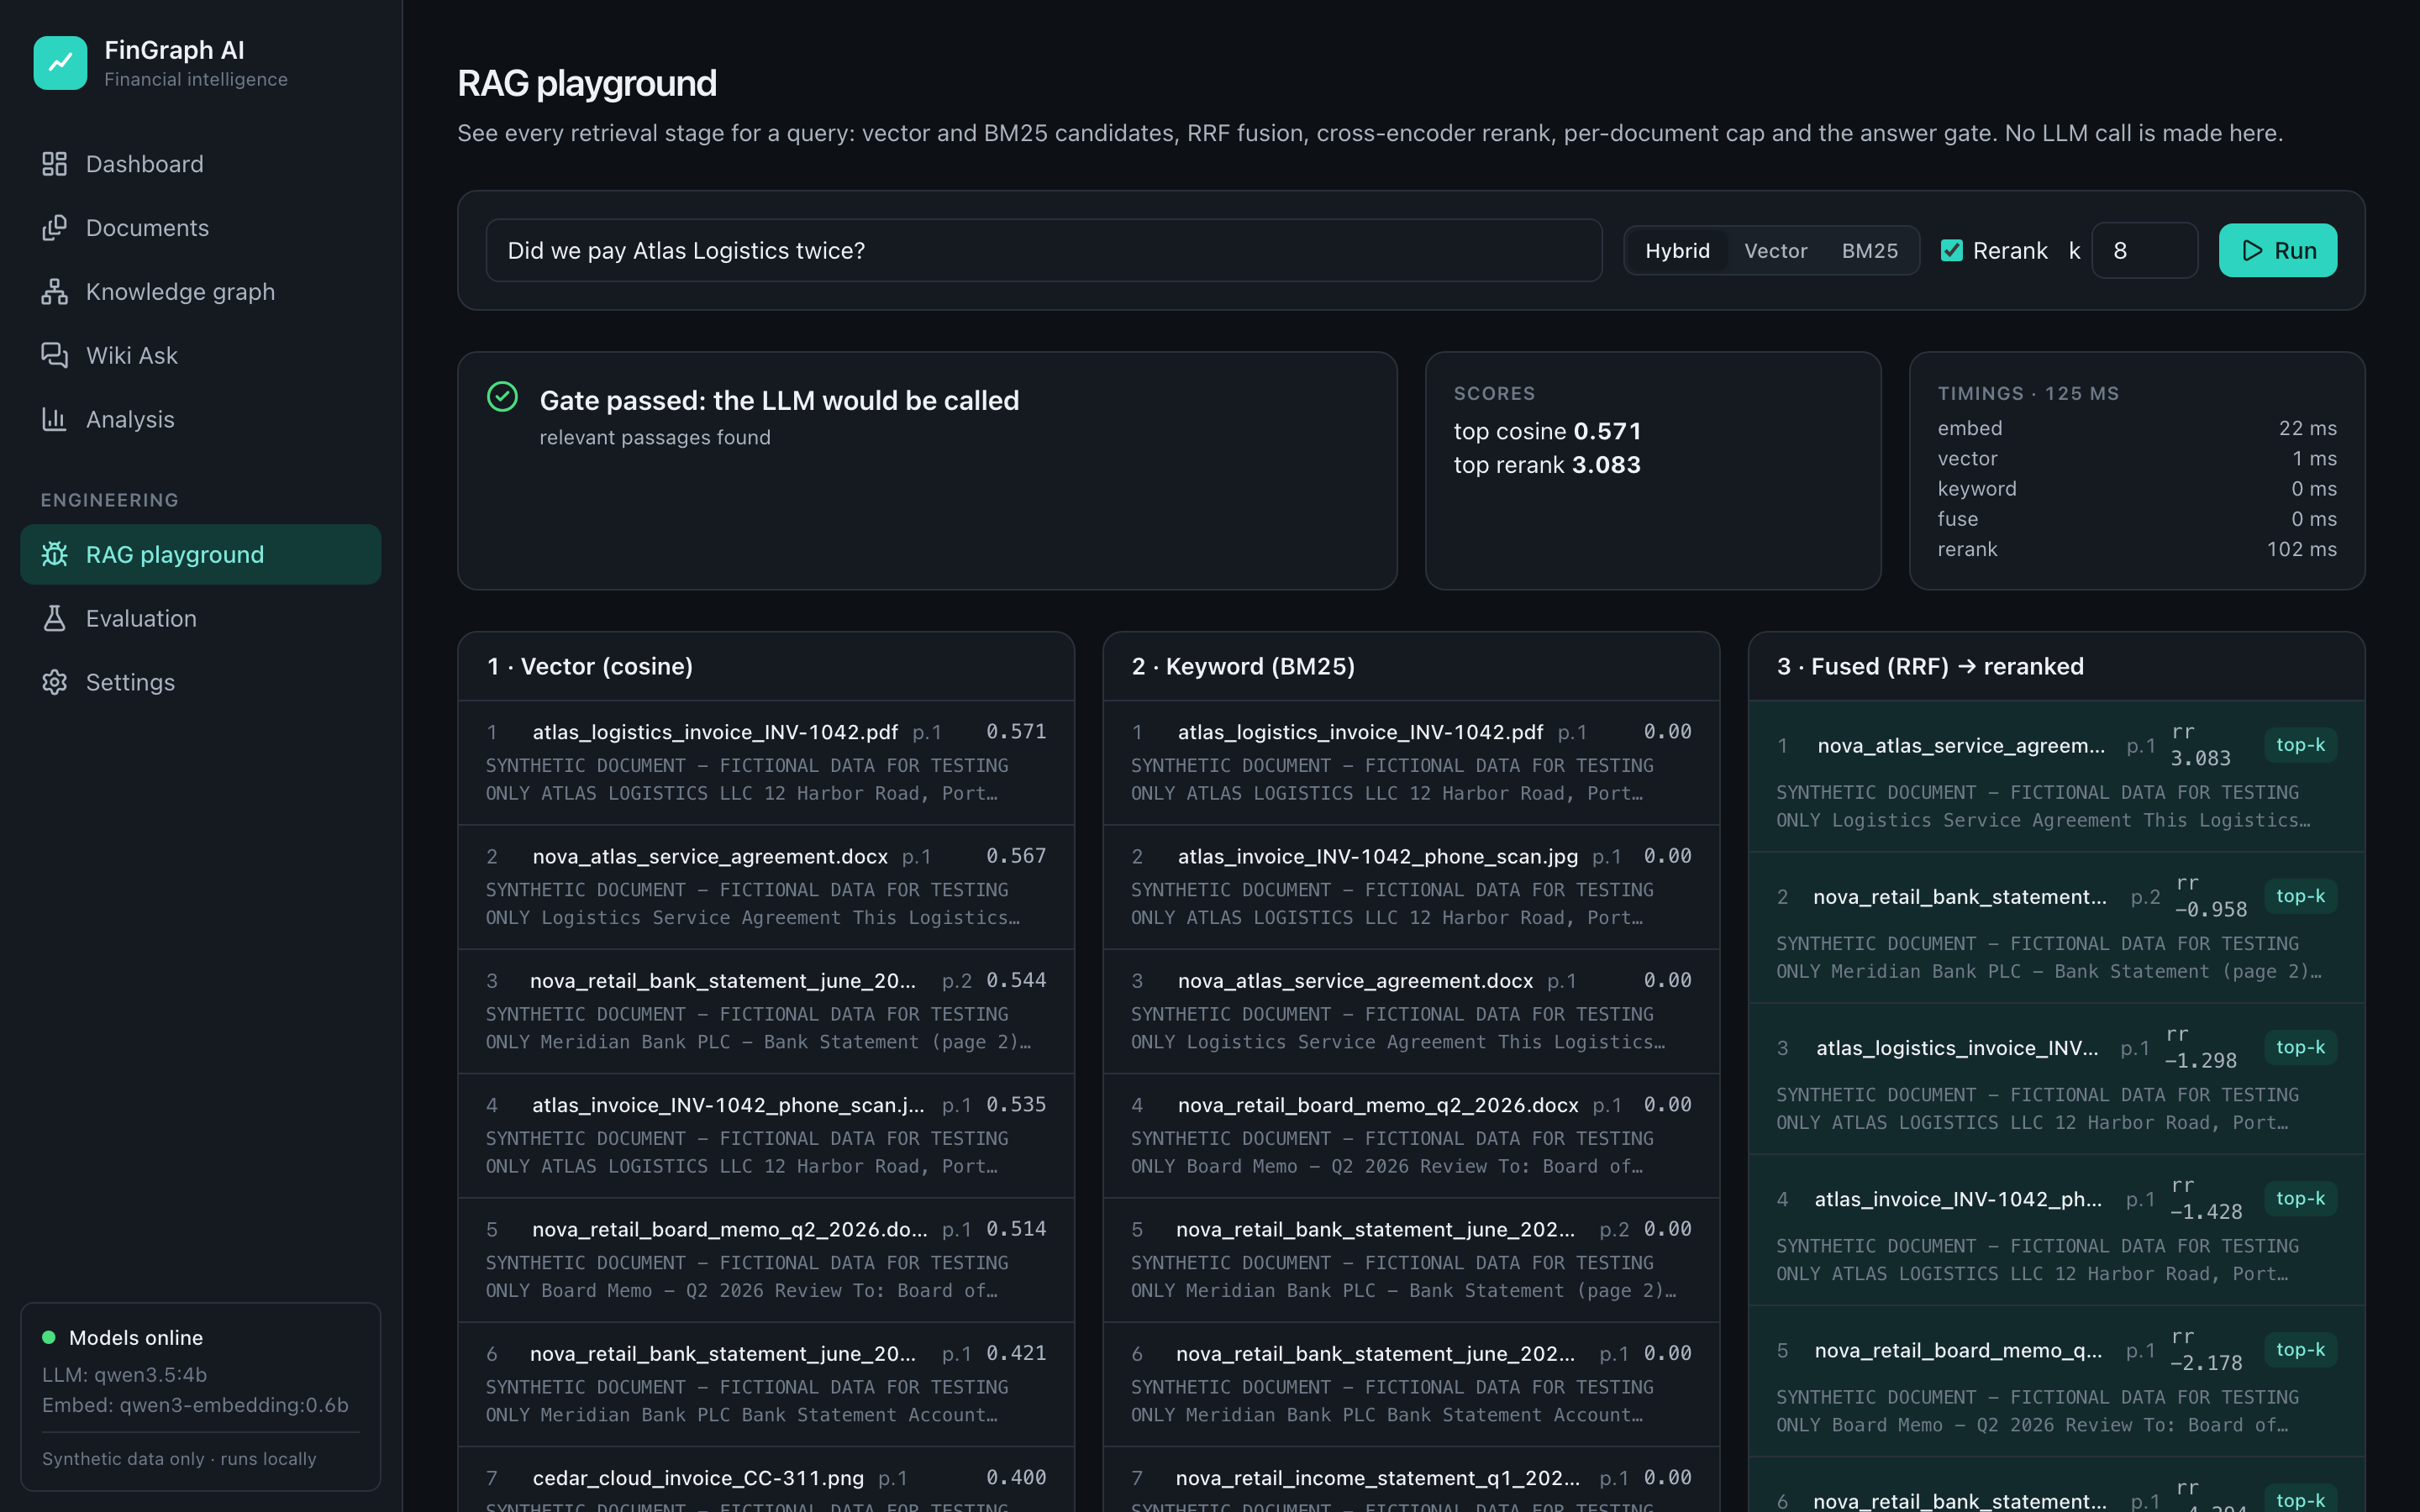 FinGraph AI
Financial intelligence
Dashboard
Documents
Knowledge graph
Wiki Ask
Analysis
ENGINEERING
RAG playground
Evaluation
Settings
Models online
LLM: qwen3.5:4b
Embed: qwen3-embedding:0.6b
Synthetic data only · runs locally
RAG playground
See every retrieval stage for a query: vector and BM25 candidates, RRF fusion, cross-encoder rerank, per-document cap and the answer gate. No LLM call is made here.
Did we pay Atlas Logistics twice?
Hybrid Vector BM25 Rerank k 8 Run
Gate passed: the LLM would be called
relevant passages found
SCORES
top cosine 0.571
top rerank 3.083
TIMINGS · 125 MS
embed 22 ms
vector 1 ms
keyword 0 ms
fuse 0 ms
rerank 102 ms
1 · Vector (cosine)
1 atlas_logistics_invoice_INV-1042.pdf p.1 0.571
SYNTHETIC DOCUMENT – FICTIONAL DATA FOR TESTING
ONLY ATLAS LOGISTICS LLC 12 Harbor Road, Port…
2 nova_atlas_service_agreement.docx p.1 0.567
SYNTHETIC DOCUMENT – FICTIONAL DATA FOR TESTING
ONLY Logistics Service Agreement This Logistics…
3 nova_retail_bank_statement_june_20… p.2 0.544
SYNTHETIC DOCUMENT – FICTIONAL DATA FOR TESTING
ONLY Meridian Bank PLC – Bank Statement (page 2)…
4 atlas_invoice_INV-1042_phone_scan.j… p.1 0.535
SYNTHETIC DOCUMENT – FICTIONAL DATA FOR TESTING
ONLY ATLAS LOGISTICS LLC 12 Harbor Road, Port…
5 nova_retail_board_memo_q2_2026.do… p.1 0.514
SYNTHETIC DOCUMENT – FICTIONAL DATA FOR TESTING
ONLY Board Memo – Q2 2026 Review To: Board of…
6 nova_retail_bank_statement_june_20… p.1 0.421
SYNTHETIC DOCUMENT – FICTIONAL DATA FOR TESTING
ONLY Meridian Bank PLC Bank Statement Account…
7 cedar_cloud_invoice_CC-311.png p.1 0.400
SYNTHETIC DOCUMENT – FICTIONAL DATA FOR TESTING
2 · Keyword (BM25)
1 atlas_logistics_invoice_INV-1042.pdf p.1 0.00
SYNTHETIC DOCUMENT – FICTIONAL DATA FOR TESTING
ONLY ATLAS LOGISTICS LLC 12 Harbor Road, Port…
2 atlas_invoice_INV-1042_phone_scan.jpg p.1 0.00
SYNTHETIC DOCUMENT – FICTIONAL DATA FOR TESTING
ONLY ATLAS LOGISTICS LLC 12 Harbor Road, Port…
3 nova_atlas_service_agreement.docx p.1 0.00
SYNTHETIC DOCUMENT – FICTIONAL DATA FOR TESTING
ONLY Logistics Service Agreement This Logistics…
4 nova_retail_board_memo_q2_2026.docx p.1 0.00
SYNTHETIC DOCUMENT – FICTIONAL DATA FOR TESTING
ONLY Board Memo – Q2 2026 Review To: Board of…
5 nova_retail_bank_statement_june_202… p.2 0.00
SYNTHETIC DOCUMENT – FICTIONAL DATA FOR TESTING
ONLY Meridian Bank PLC – Bank Statement (page 2)…
6 nova_retail_bank_statement_june_202… p.1 0.00
SYNTHETIC DOCUMENT – FICTIONAL DATA FOR TESTING
ONLY Meridian Bank PLC Bank Statement Account…
7 nova_retail_income_statement_q1_202… p.1 0.00
SYNTHETIC DOCUMENT – FICTIONAL DATA FOR TESTING
3 · Fused (RRF) → reranked
1 nova_atlas_service_agreem… p.1 rr 3.083 top-k
SYNTHETIC DOCUMENT – FICTIONAL DATA FOR TESTING
ONLY Logistics Service Agreement This Logistics…
2 nova_retail_bank_statement… p.2 rr −0.958 top-k
SYNTHETIC DOCUMENT – FICTIONAL DATA FOR TESTING
ONLY Meridian Bank PLC – Bank Statement (page 2)…
3 atlas_logistics_invoice_INV… p.1 rr −1.298 top-k
SYNTHETIC DOCUMENT – FICTIONAL DATA FOR TESTING
ONLY ATLAS LOGISTICS LLC 12 Harbor Road, Port…
4 atlas_invoice_INV-1042_ph… p.1 rr −1.428 top-k
SYNTHETIC DOCUMENT – FICTIONAL DATA FOR TESTING
ONLY ATLAS LOGISTICS LLC 12 Harbor Road, Port…
5 nova_retail_board_memo_q… p.1 rr −2.178 top-k
SYNTHETIC DOCUMENT – FICTIONAL DATA FOR TESTING
ONLY Board Memo – Q2 2026 Review To: Board of…
6 nova_retail_bank_statement… p.1 rr top-k